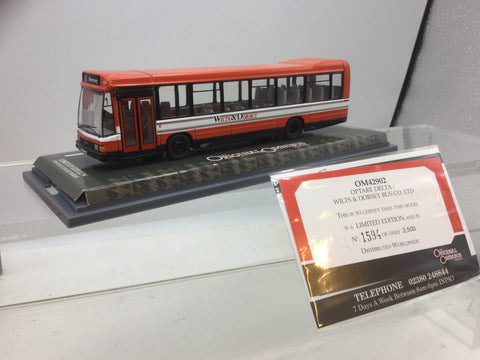 Wilts & Dorset
Original Omnibus
OM42902
OPTARE DELTA -
WILTS & DORSET BUS CO. LTD
THIS IS TO CERTIFY THAT THIS MODEL
IS A LIMITED EDITION AND IS
No 1594 OF ONLY 2,500
DISTRIBUTED WORLDWIDE
Original
Omnibus
TELEPHONE 02380 248844
7 Days A Week Between 8am-8pm